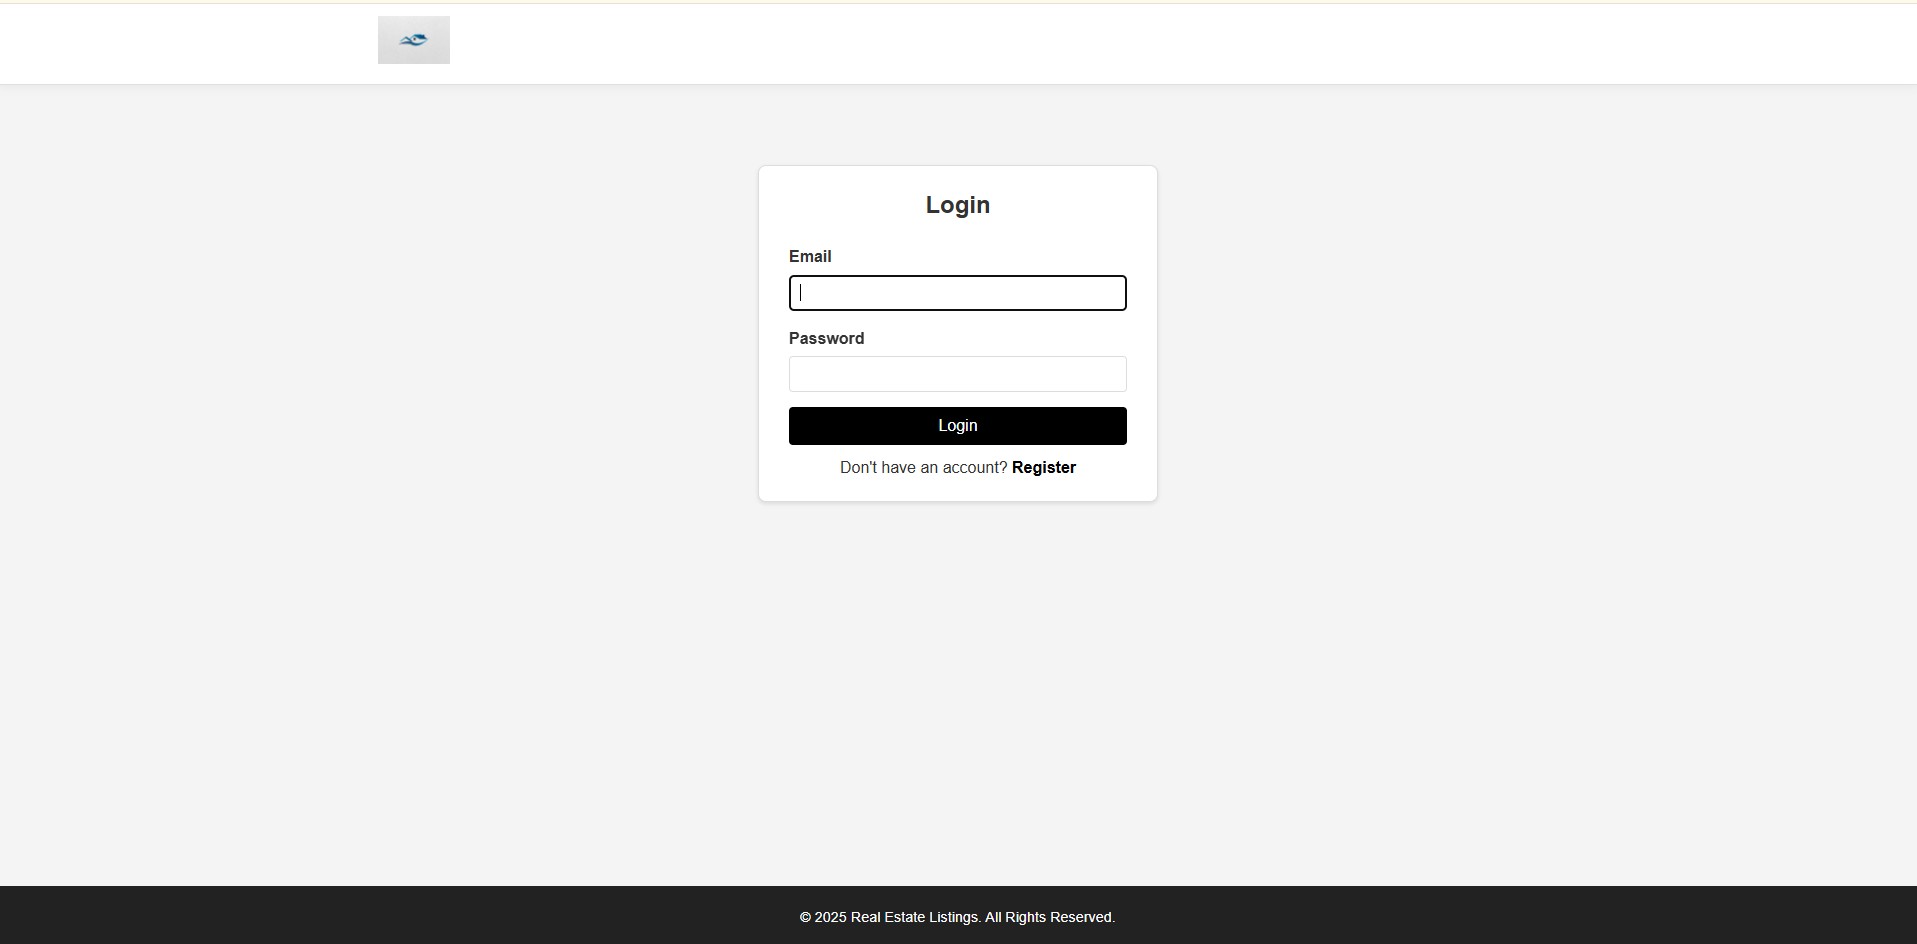 Login
Email
Password
Login
Don't have an account? Register
© 2025 Real Estate Listings. All Rights Reserved.